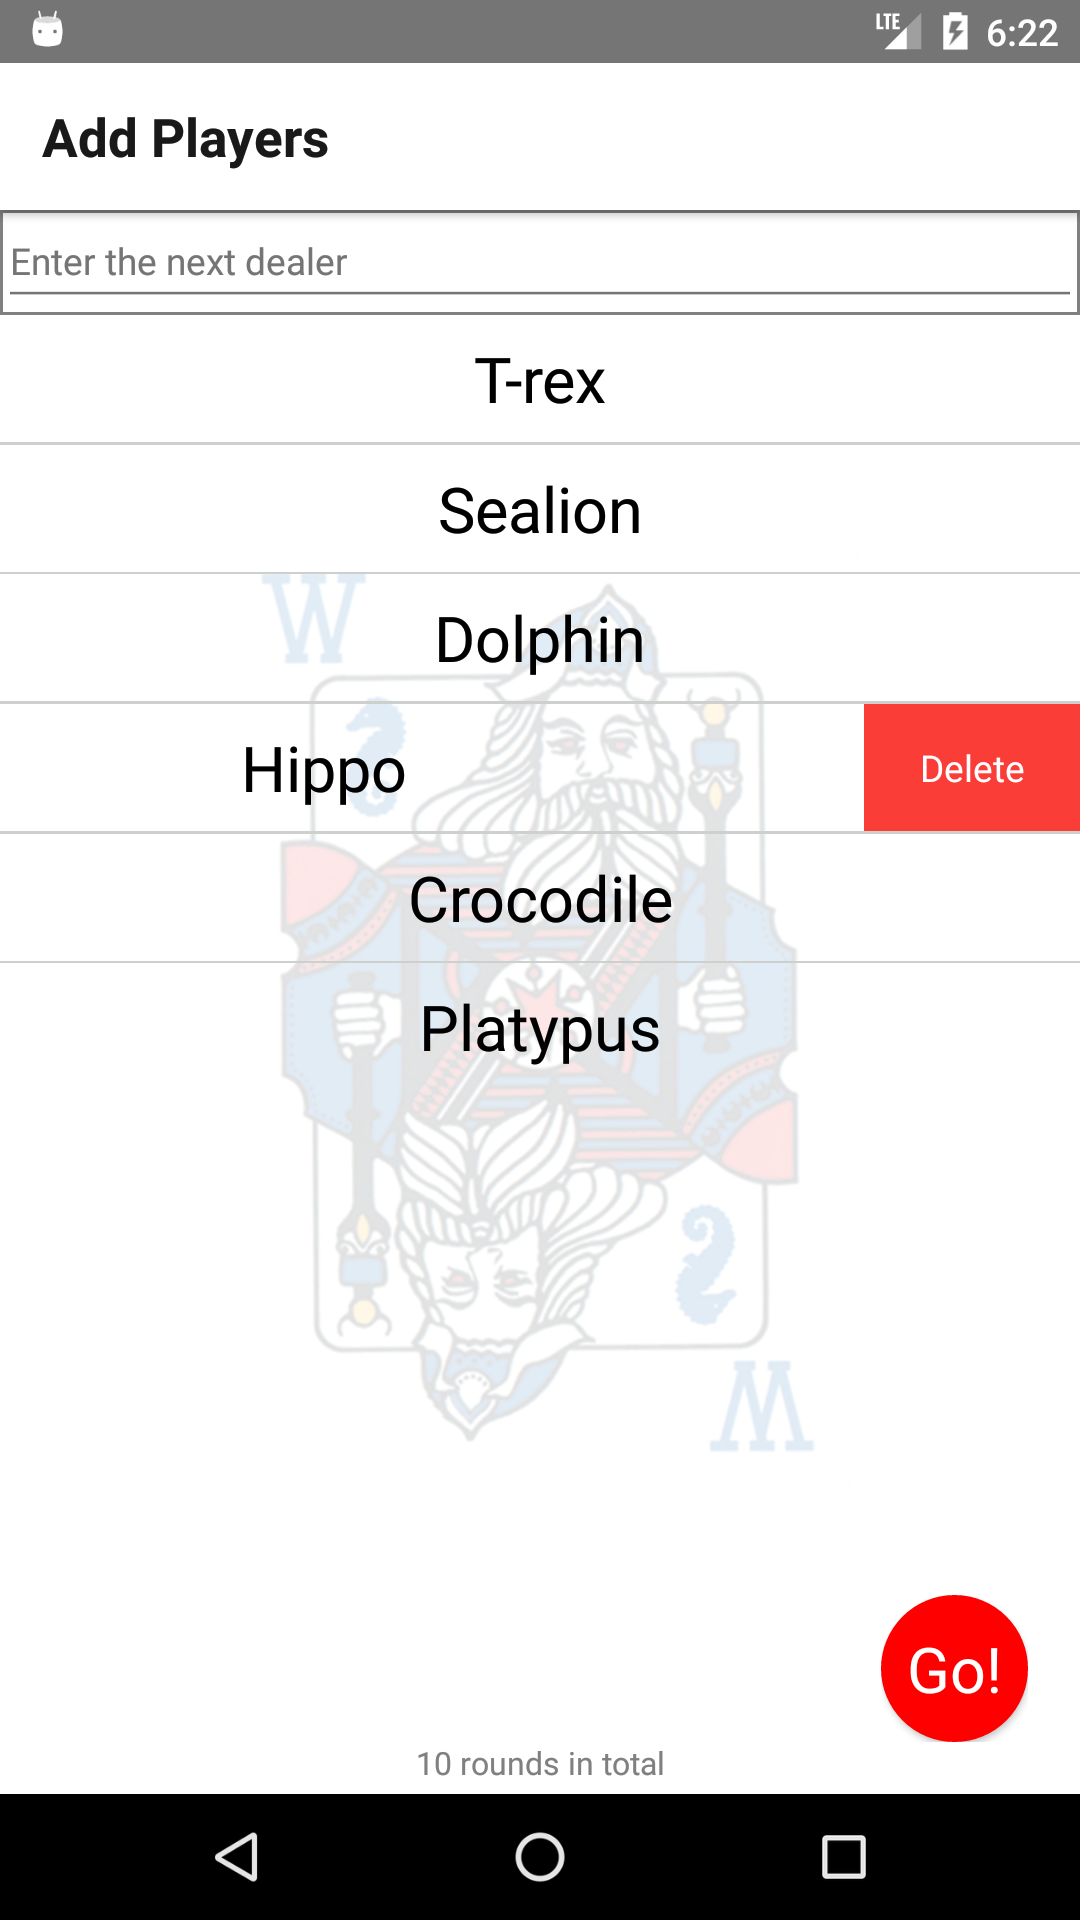 LTE 6:22
Add Players
Enter the next dealer
T-rex
Sealion
W
Dolphin
Hippo Delete
Crocodile
Platypus
W
Go!
10 rounds in total